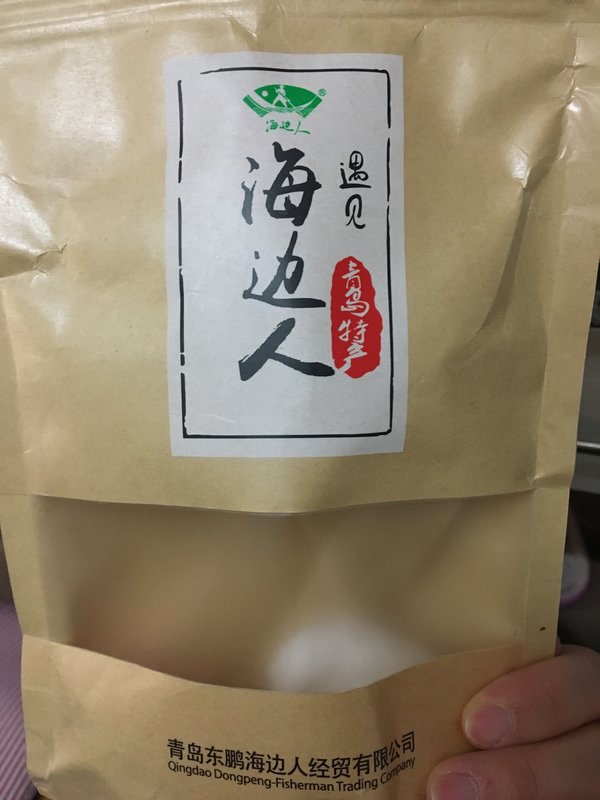 海边人
®
遇见
海边人
青岛特产
青岛东鹏海边人经贸有限公司
Qingdao Dongpeng-Fisherman Trading Company